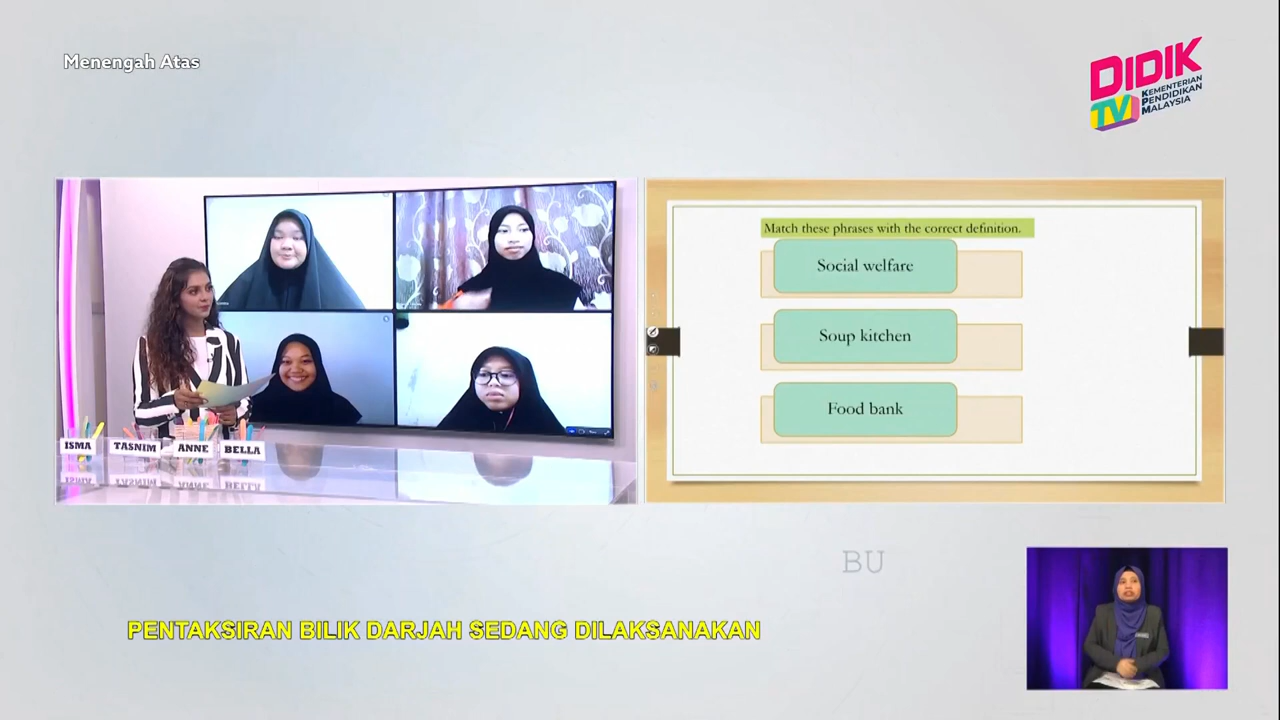 Menengah Atas
DIDIK
TV
KEMENTERIAN
PENDIDIKAN
MALAYSIA
ISMA
TASNIM
ANNE
BELLA
Match these phrases with the correct definition.
Social welfare
Soup kitchen
Food bank
BU
PENTAKSIRAN BILIK DARJAH SEDANG DILAKSANAKAN